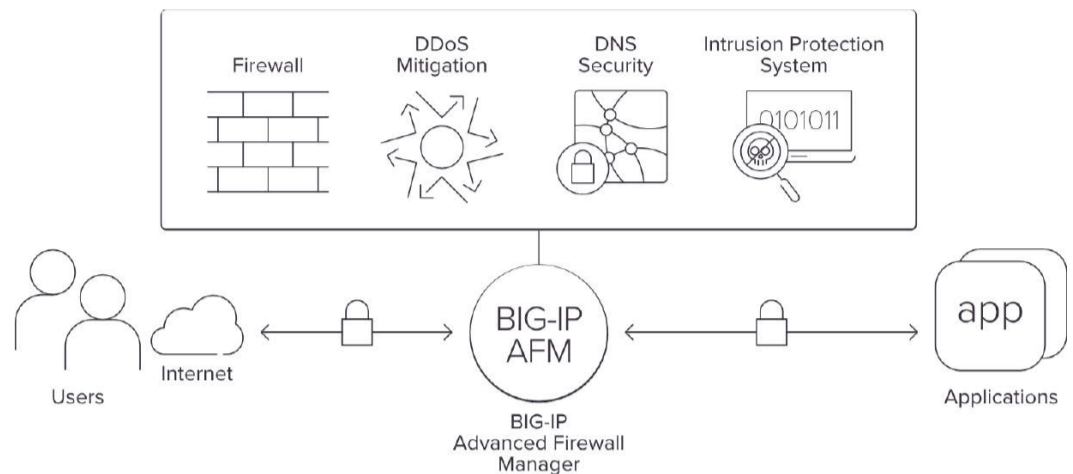 Firewall
DDoS
Mitigation
DNS
Security
Intrusion Protection
System
0101011
Users
Internet
BIG-IP
AFM
BIG-IP
Advanced Firewall
Manager
app
Applications